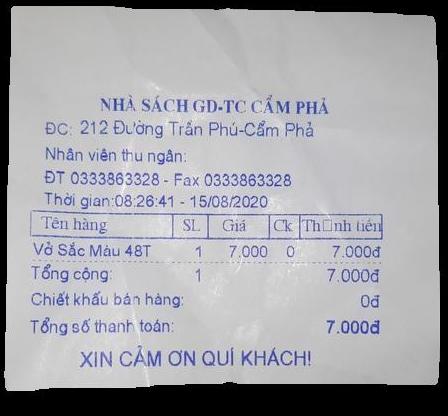 NHÀ SÁCH GD-TC CẨM PHẢ
ĐC: 212 Đường Trần Phú-Cẩm Phả
Nhân viên thu ngân:
ĐT 0333863328 - Fax 0333863328
Thời gian:08:26:41 - 15/08/2020
Tên hàng SL Giá Ck Th□nh tiền
Vở Sắc Màu 48T 1 7.000 0 7.000đ
Tổng cộng: 1 7.000đ
Chiết khấu bán hàng: 0đ
Tổng số thanh toán: 7.000đ
XIN CẢM ƠN QUÍ KHÁCH!